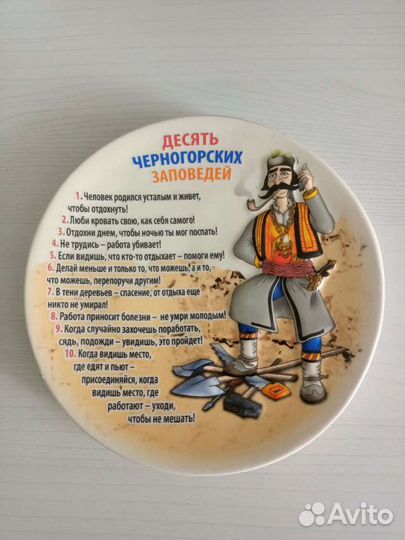 ДЕСЯТЬ
ЧЕРНОГОРСКИХ
ЗАПОВЕДЕЙ
1. Человек родился усталым и живет,
чтобы отдохнуть!
2. Люби кровать свою, как себя самого!
3. Отдохни днем, чтобы ночью ты мог поспать!
4. Не трудись – работа убивает!
5. Если видишь, что кто-то отдыхает – помоги ему!
6. Делай меньше и только то, что можешь, а и то,
что можешь, перепоручи другим!
7. В тени деревьев – спасение, от отдыха еще
никто не умирал!
8. Работа приносит болезни – не умри молодым!
9. Когда случайно захочешь поработать,
сядь, подожди – увидишь, это пройдет!
10. Когда видишь место,
где едят и пьют –
присоединяйся, когда
видишь место, где
работают – уходи,
чтобы не мешать!
Avito